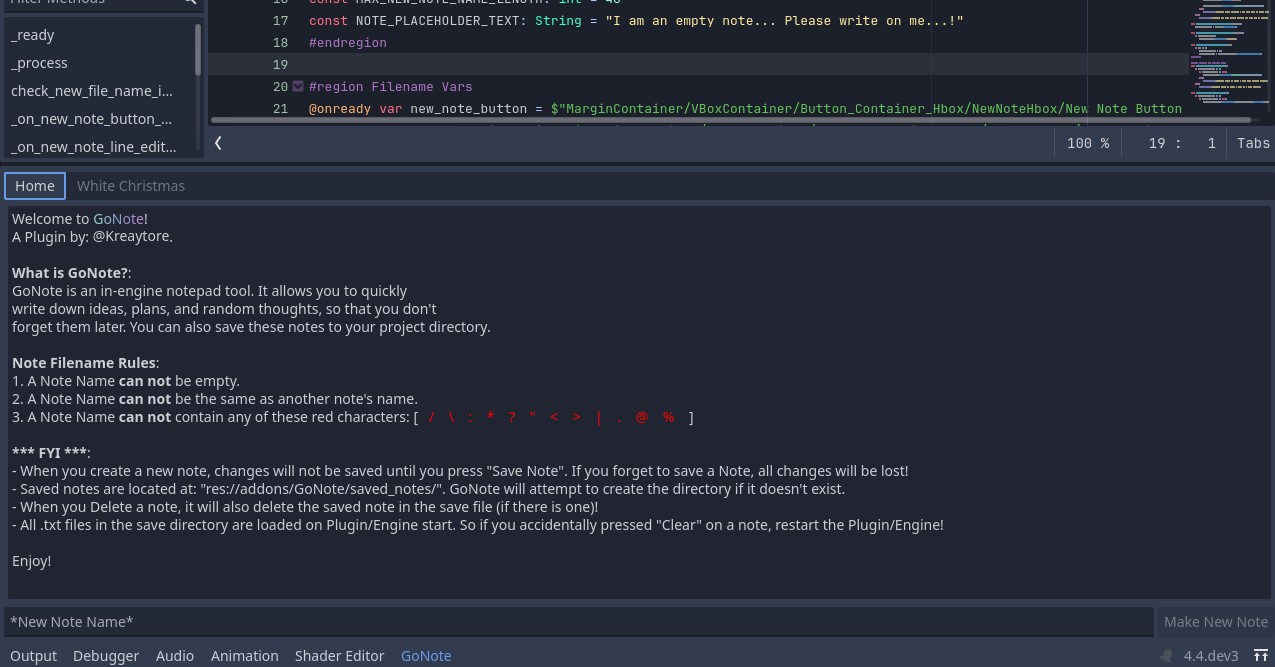 Filter Methods
_ready
_process
check_new_file_name_i...
_on_new_note_button_...
_on_new_note_line_edit...
16 const MAX_NEW_NOTE_NAME_LENGTH: int = 40
17 const NOTE_PLACEHOLDER_TEXT: String = "I am an empty note... Please write on me...!"
18 #endregion
19
20 #region Filename Vars
21 @onready var new_note_button = $"MarginContainer/VBoxContainer/Button_Container_Hbox/NewNoteHbox/New Note Button
100 % 19 : 1 Tabs
Home White Christmas
Welcome to GoNote!
A Plugin by: @Kreaytore.
What is GoNote?:
GoNote is an in-engine notepad tool. It allows you to quickly
write down ideas, plans, and random thoughts, so that you don't
forget them later. You can also save these notes to your project directory.
Note Filename Rules:
1. A Note Name can not be empty.
2. A Note Name can not be the same as another note's name.
3. A Note Name can not contain any of these red characters: [ / \ : * ? " < > | . @ % ]
*** FYI ***:
- When you create a new note, changes will not be saved until you press "Save Note". If you forget to save a Note, all changes will be lost!
- Saved notes are located at: "res://addons/GoNote/saved_notes/". GoNote will attempt to create the directory if it doesn't exist.
- When you Delete a note, it will also delete the saved note in the save file (if there is one)!
- All .txt files in the save directory are loaded on Plugin/Engine start. So if you accidentally pressed "Clear" on a note, restart the Plugin/Engine!
Enjoy!
*New Note Name* Make New Note
Output Debugger Audio Animation Shader Editor GoNote 4.4.dev3